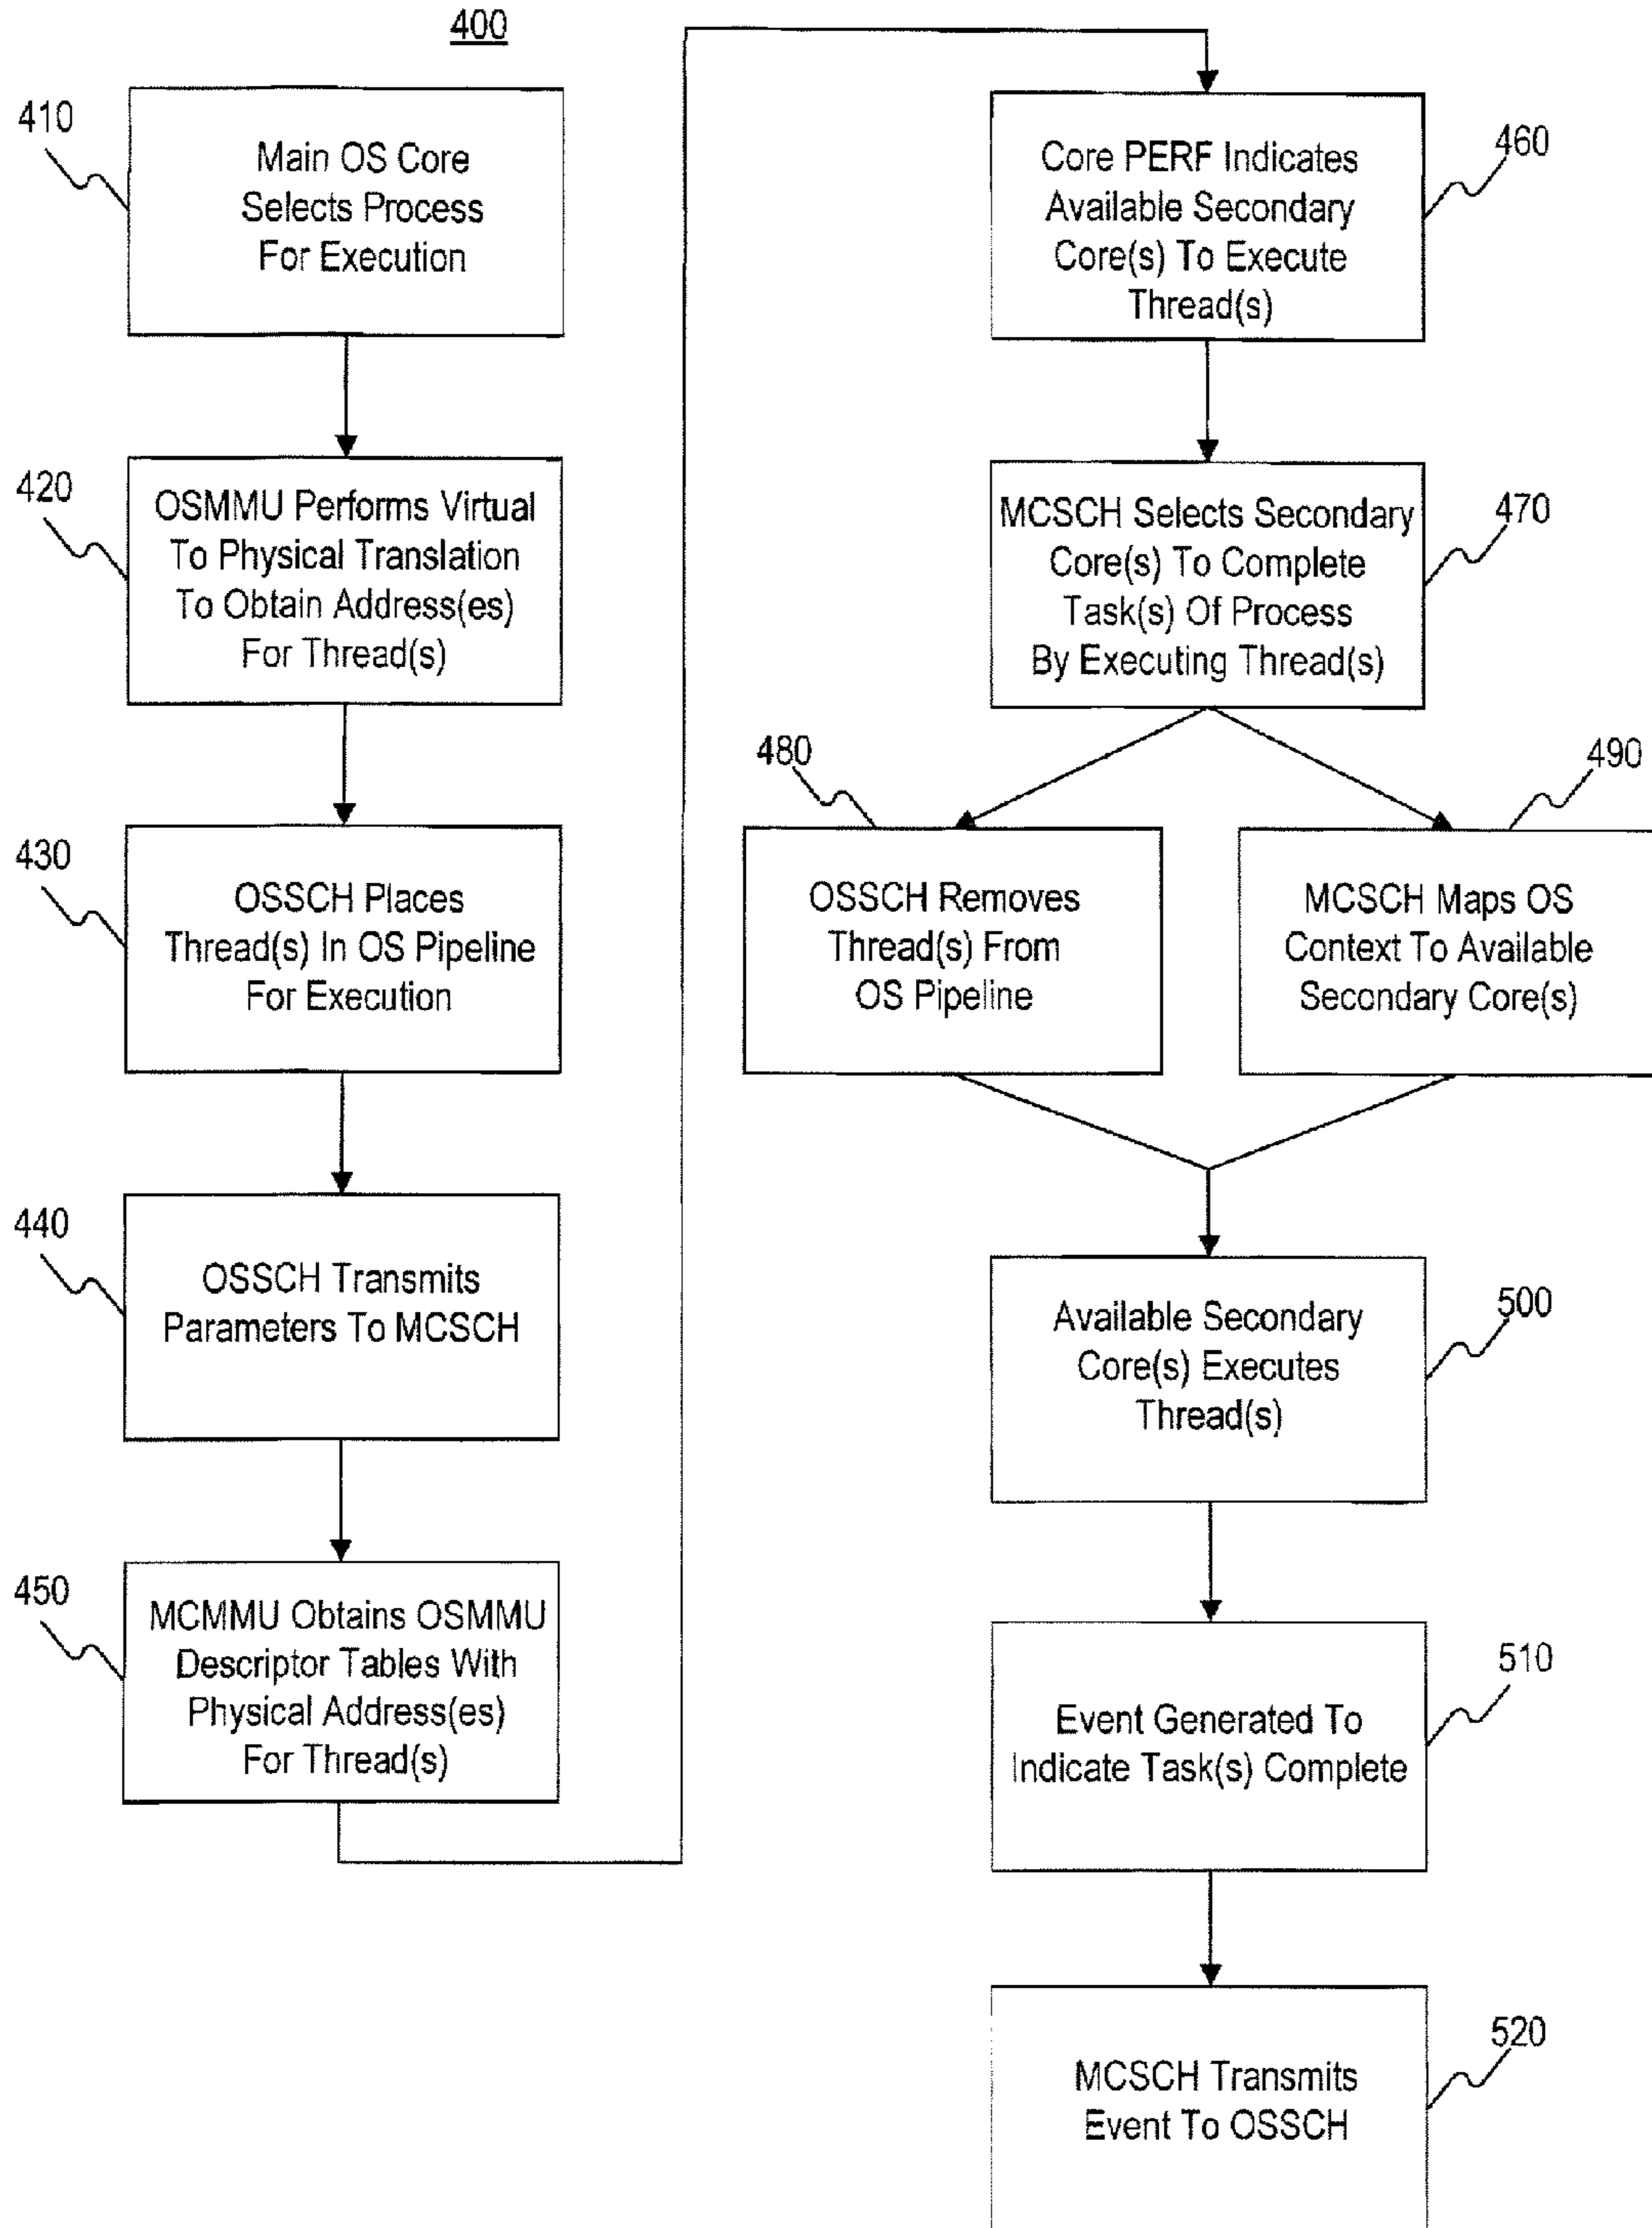 400
410
Main OS Core
Selects Process
For Execution
420
OSMMU Performs Virtual
To Physical Translation
To Obtain Address(es)
For Thread(s)
430
OSSCH Places
Thread(s) In OS Pipeline
For Execution
440
OSSCH Transmits
Parameters To MCSCH
450
MCMMU Obtains OSMMU
Descriptor Tables With
Physical Address(es)
For Thread(s)
460
Core PERF Indicates
Available Secondary
Core(s) To Execute
Thread(s)
470
MCSCH Selects Secondary
Core(s) To Complete
Task(s) Of Process
By Executing Thread(s)
480
OSSCH Removes
Thread(s) From
OS Pipeline
490
MCSCH Maps OS
Context To Available
Secondary Core(s)
500
Available Secondary
Core(s) Executes
Thread(s)
510
Event Generated To
Indicate Task(s) Complete
520
MCSCH Transmits
Event To OSSCH